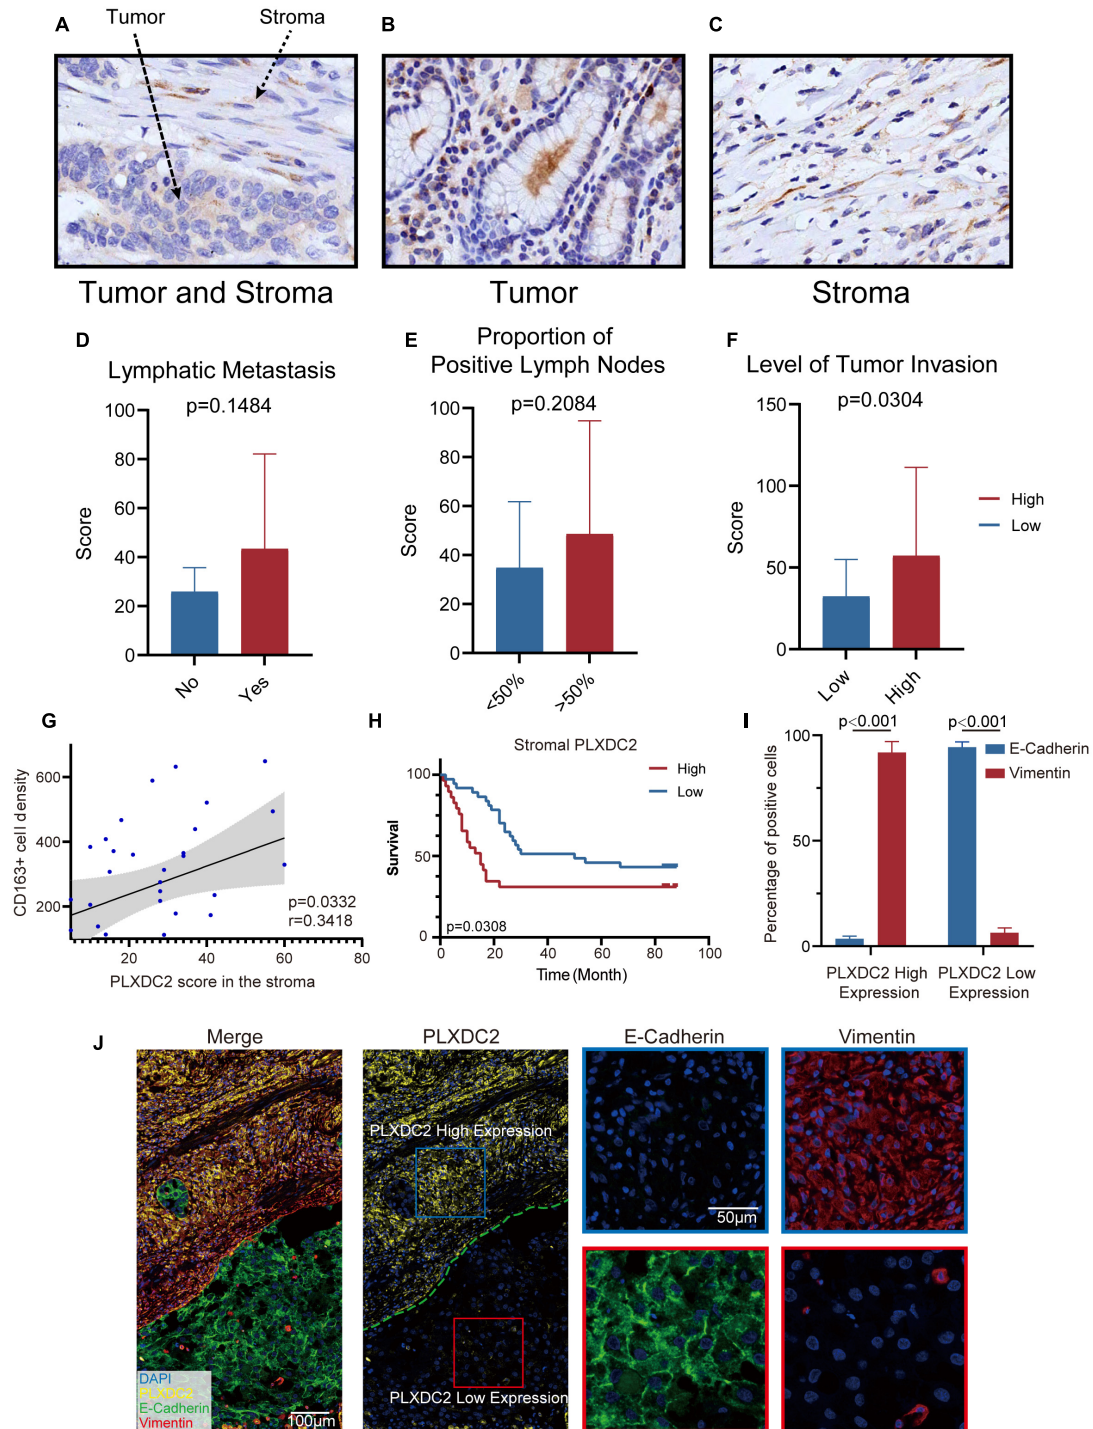 A
Tumor
Stroma
B
C
Tumor and Stroma
Tumor
Stroma
D
Lymphatic Metastasis
p=0.1484
100
80
60
40
20
0
Score
No
Yes
E
Proportion of
Positive Lymph Nodes
p=0.2084
100
80
60
40
20
0
Score
<50%
>50%
F
Level of Tumor Invasion
p=0.0304
150
100
50
0
Score
Low
High
High
Low
G
600
400
200
CD163+ cell density
p=0.0332
r=0.3418
20
40
60
80
PLXDC2 score in the stroma
H
Stromal PLXDC2
High
Low
100
50
0
Survival
p=0.0308
0
20
40
60
80
100
Time (Month)
I
p<0.001
p<0.001
100
50
0
Percentage of positive cells
E-Cadherin
Vimentin
PLXDC2 High
Expression
PLXDC2 Low
Expression
J
Merge
PLXDC2
E-Cadherin
Vimentin
PLXDC2 High Expression
50μm
PLXDC2 Low Expression
DAPI
PLXDC2
E-Cadherin
Vimentin
100μm